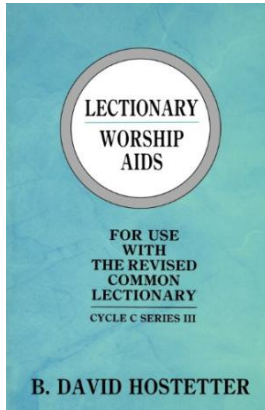 LECTIONARY
WORSHIP
AIDS
FOR USE
WITH
THE REVISED
COMMON
LECTIONARY
CYCLE C SERIES III
B. DAVID HOSTETTER